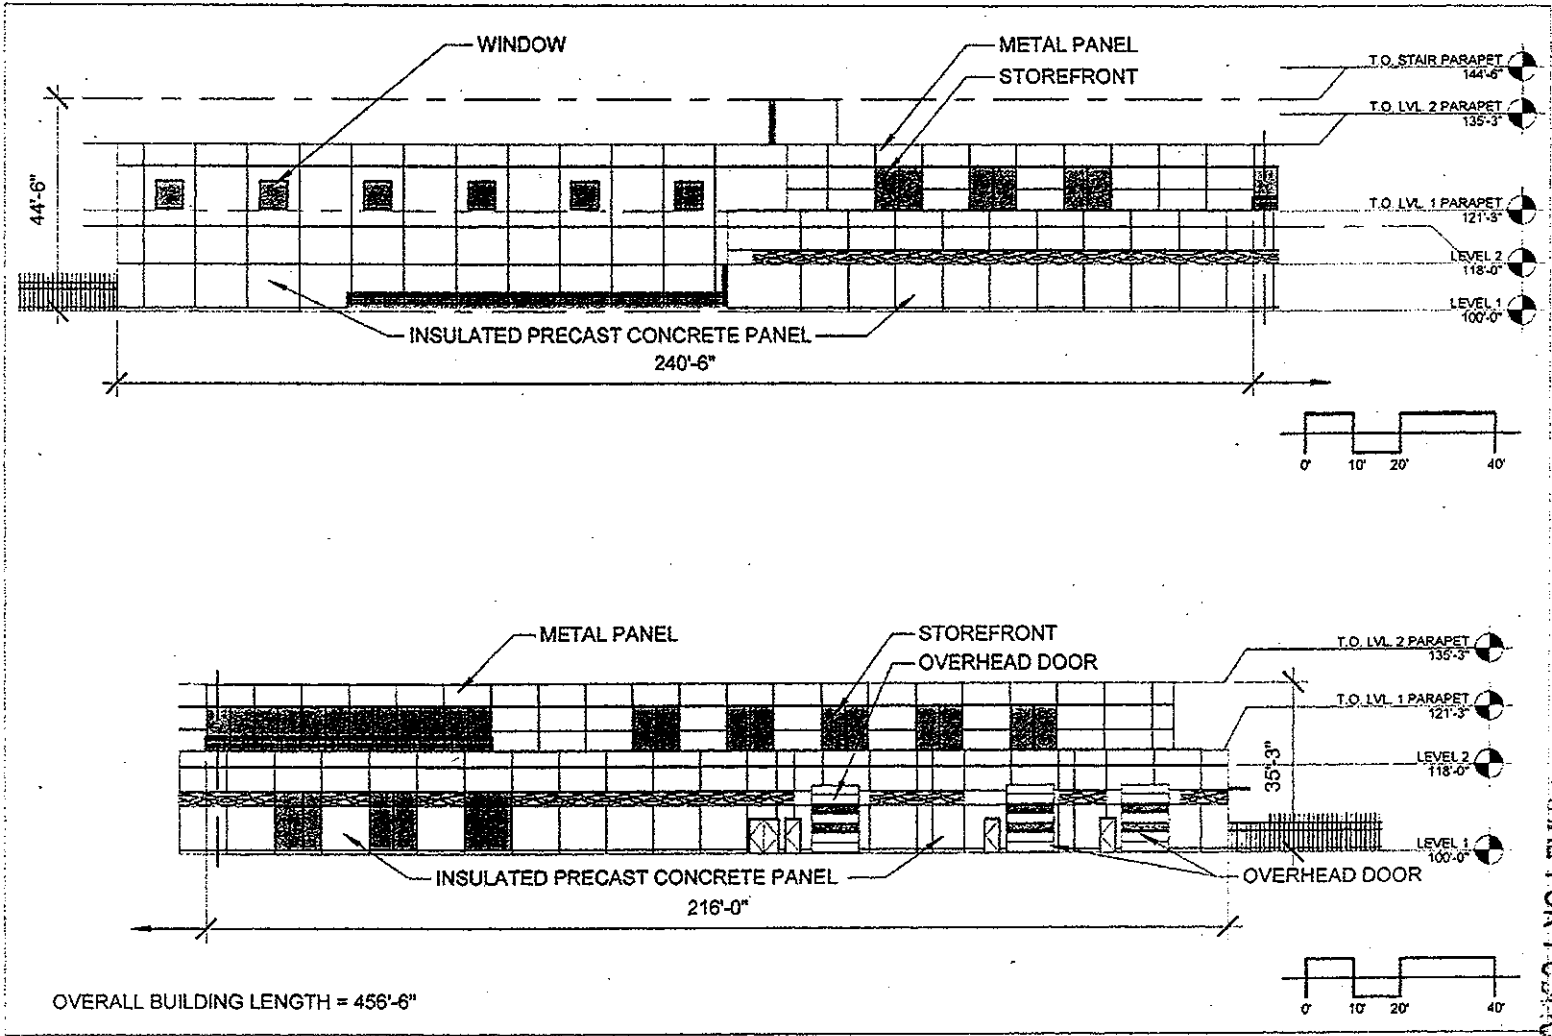 WINDOW
METAL PANEL
STOREFRONT
T.O. STAIR PARAPET
144'-6"
T.O. LVL. 2 PARAPET
135'-3"
44'-6"
T.O. LVL. 1 PARAPET
121'-3"
LEVEL 2
118'-0"
LEVEL 1
100'-0"
INSULATED PRECAST CONCRETE PANEL
240'-6"
0' 10' 20' 40'
METAL PANEL
STOREFRONT
OVERHEAD DOOR
T.O. LVL. 2 PARAPET
135'-3"
T.O. LVL. 1 PARAPET
121'-3"
LEVEL 2
118'-0"
35'-3"
LEVEL 1
100'-0"
INSULATED PRECAST CONCRETE PANEL
OVERHEAD DOOR
216'-0"
0' 10' 20' 40'
OVERALL BUILDING LENGTH = 456'-6"